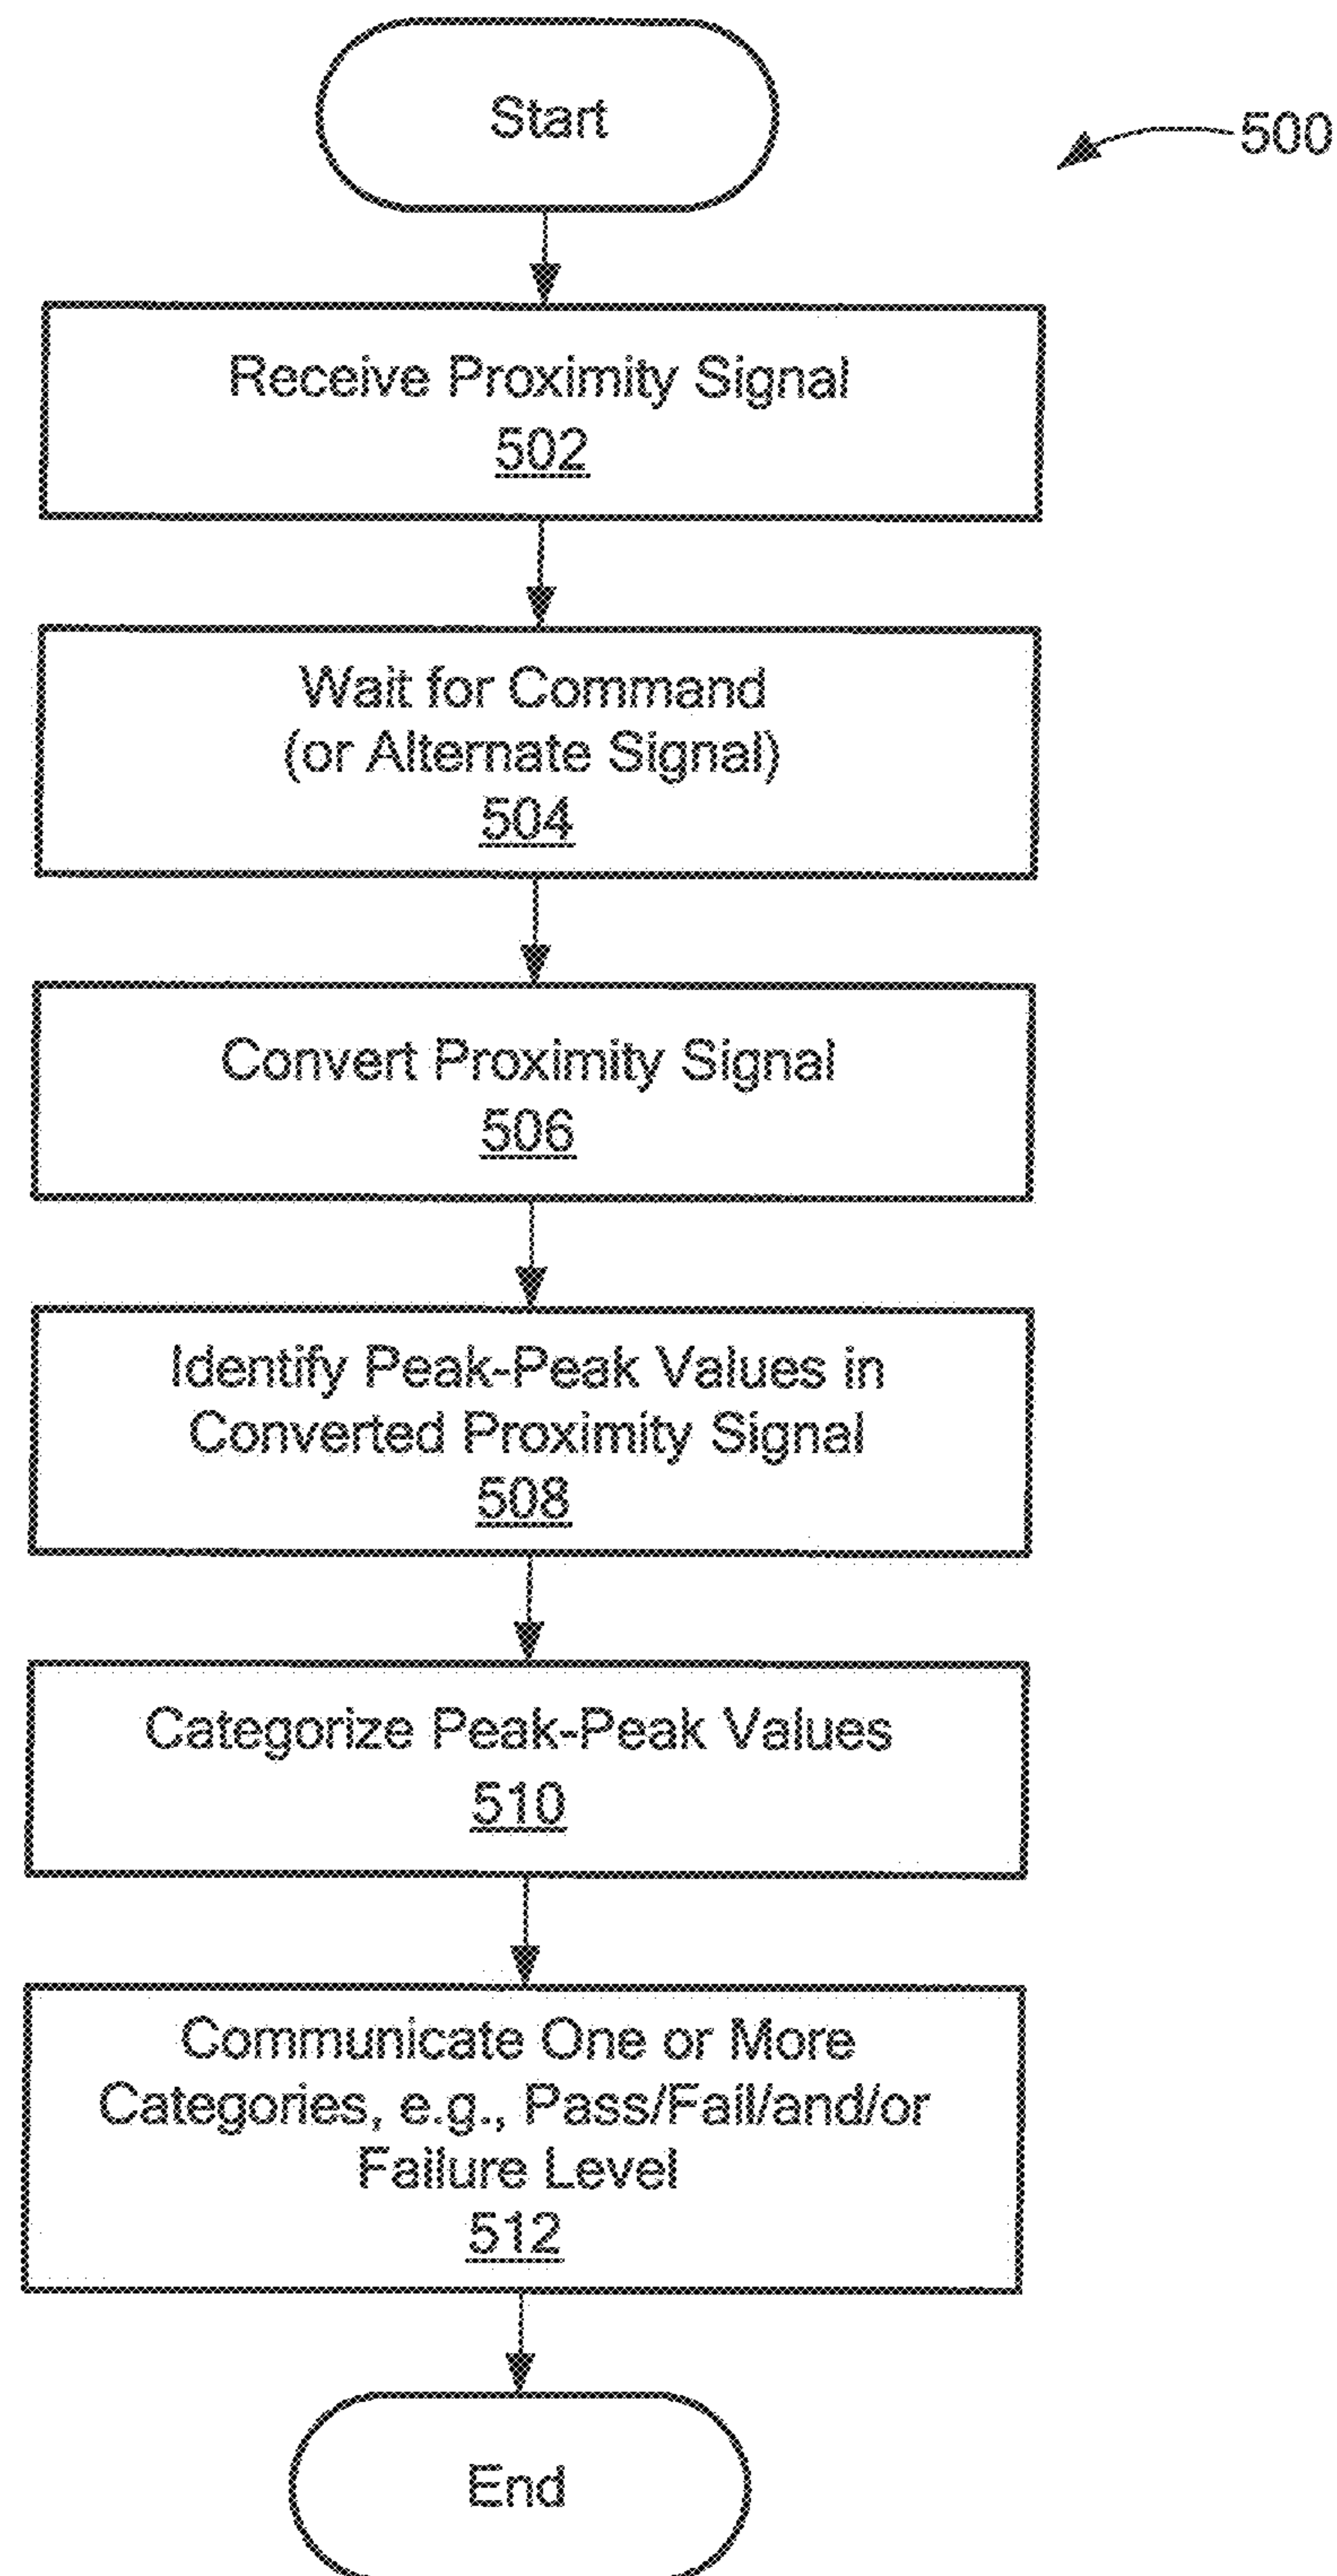 Start
500
Receive Proximity Signal
502
Wait for Command
(or Alternate Signal)
504
Convert Proximity Signal
506
Identify Peak-Peak Values in
Converted Proximity Signal
508
Categorize Peak-Peak Values
510
Communicate One or More
Categories, e.g., Pass/Fail/and/or
Failure Level
512
End